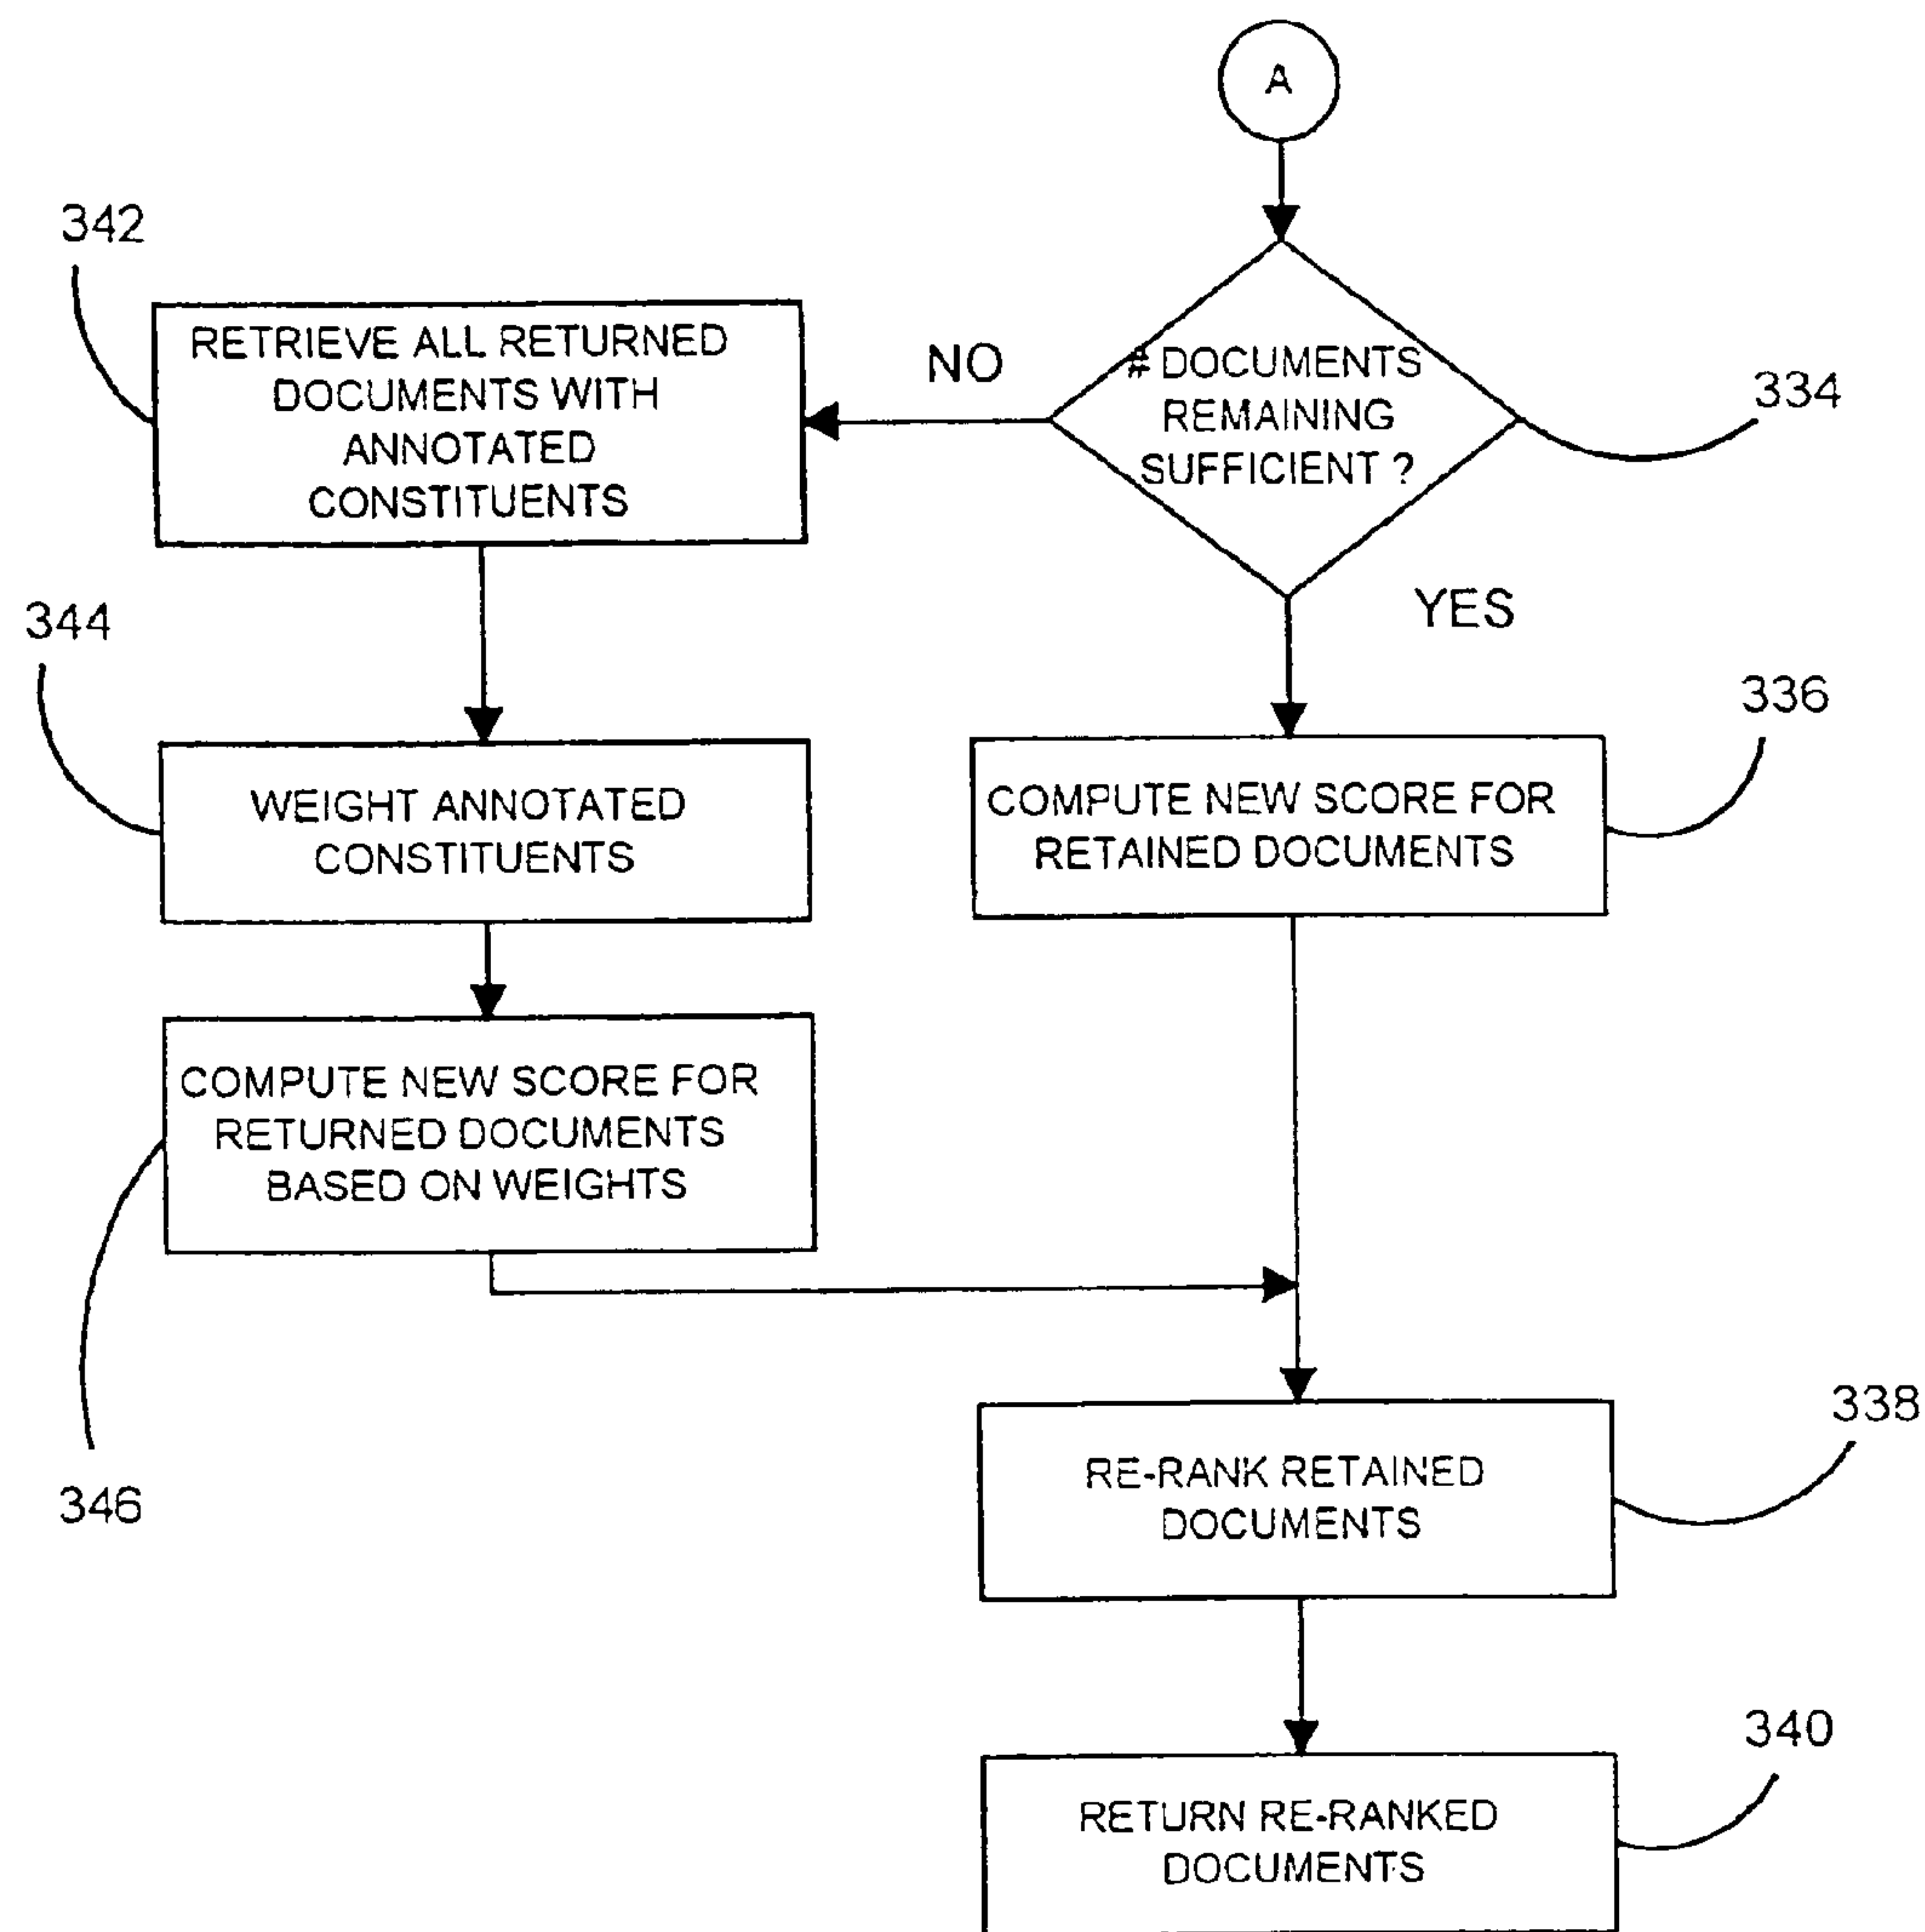 A
342
RETRIEVE ALL RETURNED
DOCUMENTS WITH
ANNOTATED
CONSTITUENTS
NO
# DOCUMENTS
REMAINING
SUFFICIENT ?
334
YES
344
WEIGHT ANNOTATED
CONSTITUENTS
336
COMPUTE NEW SCORE FOR
RETAINED DOCUMENTS
COMPUTE NEW SCORE FOR
RETURNED DOCUMENTS
BASED ON WEIGHTS
346
338
RE-RANK RETAINED
DOCUMENTS
340
RETURN RE-RANKED
DOCUMENTS